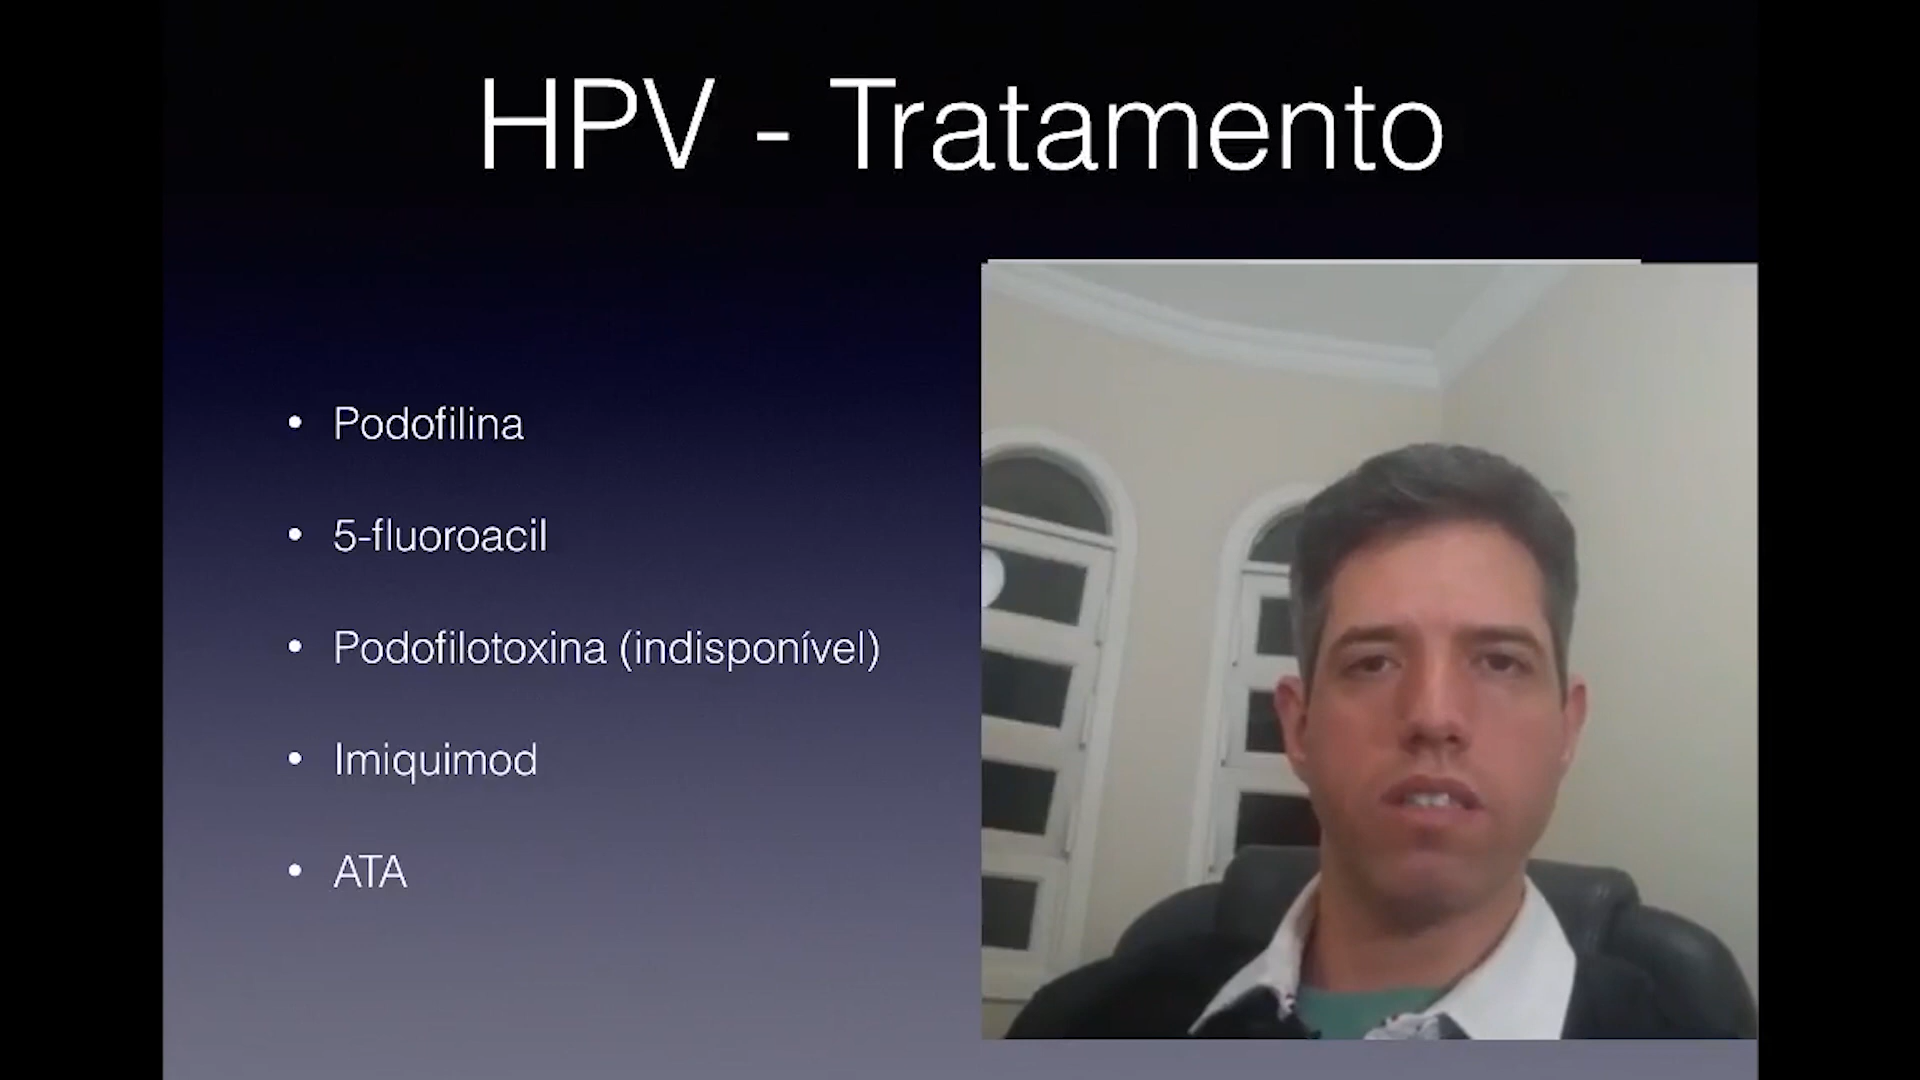 HPV - Tratamento
• Podofilina
• 5-fluoroacil
• Podofilotoxina (indisponível)
• Imiquimod
• ATA